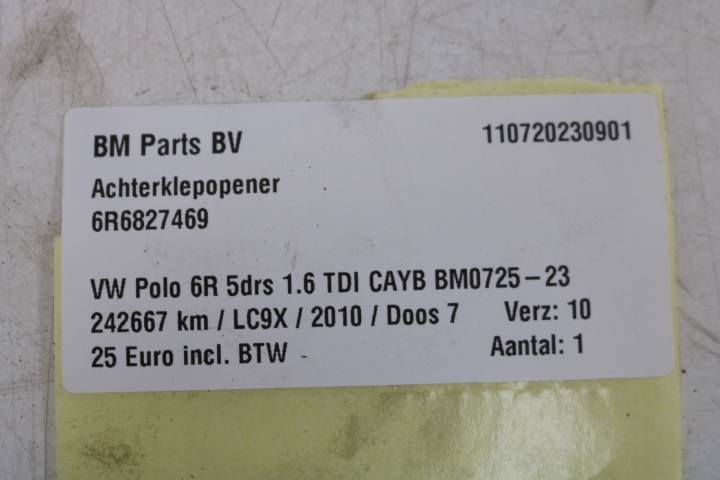 BM Parts BV 110720230901
Achterklepopener
6R6827469
VW Polo 6R 5drs 1.6 TDI CAYB BM0725-23
242667 km / LC9X / 2010 / Doos 7 Verz: 10
25 Euro incl. BTW Aantal: 1